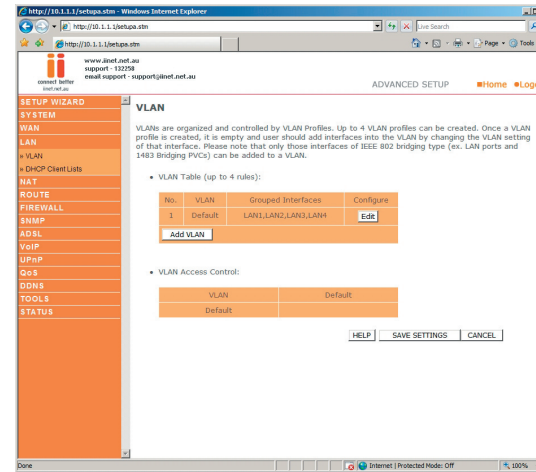 http://10.1.1.1/setupa.stm - Windows Internet Explorer
http://10.1.1.1/setupa.stm
Live Search
http://10.1.1.1/setupa.stm
Page
Tools
www.iinet.net.au
support - 132258
email support - support@iinet.net.au
connect better
iinet.net.au
ADVANCED SETUP
Home
SETUP WIZARD
SYSTEM
WAN
LAN
» VLAN
» DHCP Client Lists
NAT
ROUTE
FIREWALL
SNMP
ADSL
VoIP
UPnP
QoS
DDNS
TOOLS
STATUS
VLAN
VLANs are organized and controlled by VLAN Profiles. Up to 4 VLAN profiles can be created. Once a VLAN
profile is created, it is empty and user should add interfaces into the VLAN by changing the VLAN setting
of that interface. Please note that only those interfaces of IEEE 802 bridging type (ex. LAN ports and
1483 Bridging PVCs) can be added to a VLAN.
• VLAN Table (up to 4 rules):
No. VLAN Grouped Interfaces Configure
1 Default LAN1,LAN2,LAN3,LAN4 Edit
Add VLAN
• VLAN Access Control:
VLAN Default
Default
HELP SAVE SETTINGS CANCEL
Done
Internet | Protected Mode: Off
100%